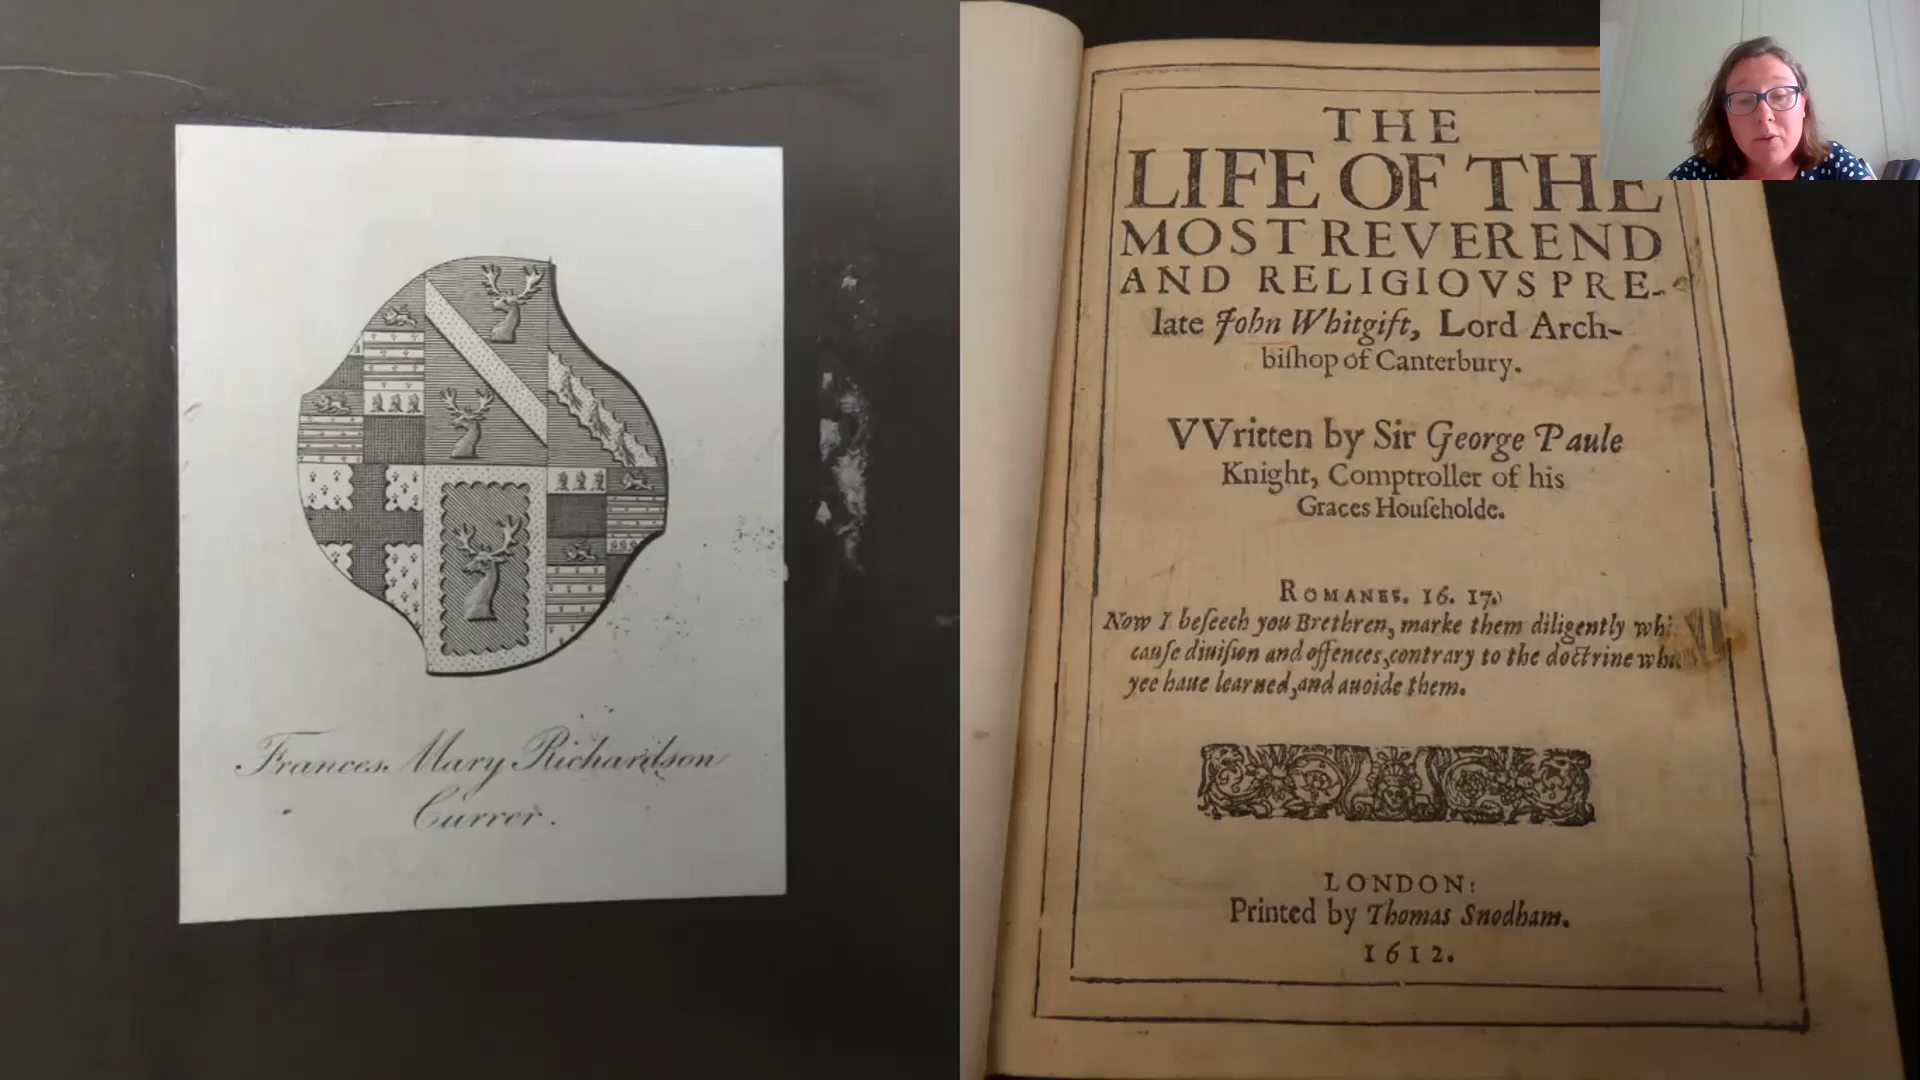 Frances Mary Richardson
Currer.
THE
LIFE OF THE
MOST REVEREND
AND RELIGIOVS PRE-
late John Whitgift, Lord Arch-
biſhop of Canterbury.
VVritten by Sir George Paule
Knight, Comptroller of his
Graces Houſeholde.
ROMANES. 16. 17.
Now I beſeech you Brethren, marke them diligently
cauſe diuiſion and offences, contrary to the doctrine
yee haue learned, and auoide them.
LONDON:
Printed by Thomas Snodham.
1612.